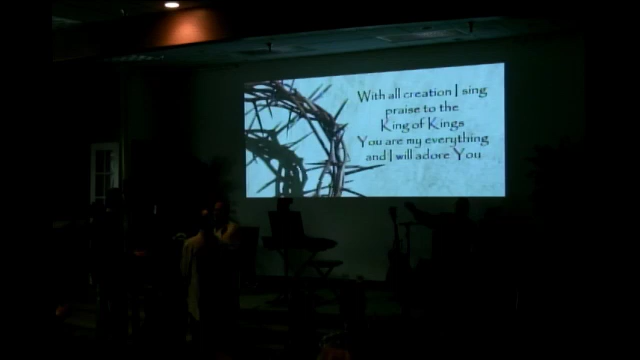 With all creation I sing
praise to the
King of Kings
You are my everything
and I will adore You